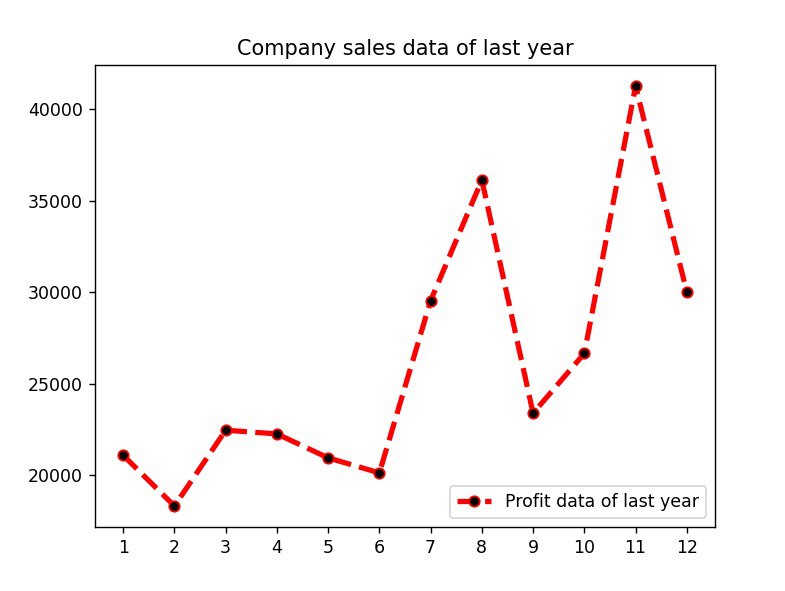 Company sales data of last year
40000
35000
30000
25000
20000
Profit data of last year
1 2 3 4 5 6 7 8 9 10 11 12